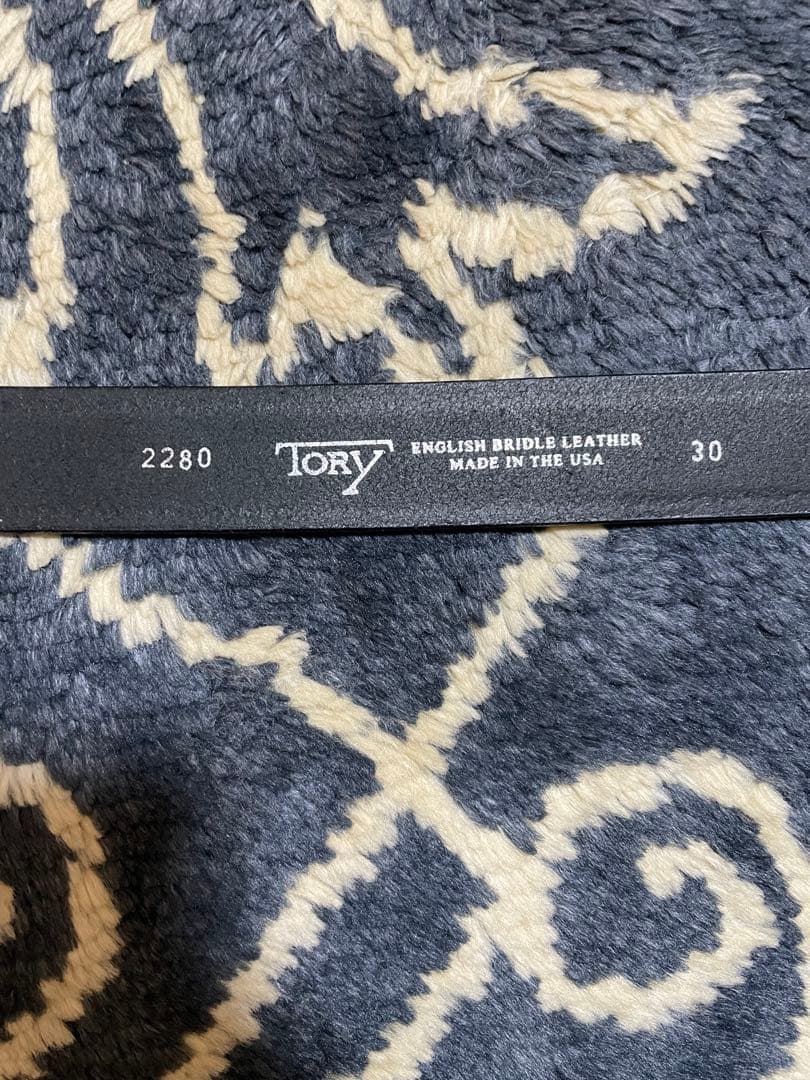 2280
TORY
ENGLISH BRIDLE LEATHER
MADE IN THE USA
30